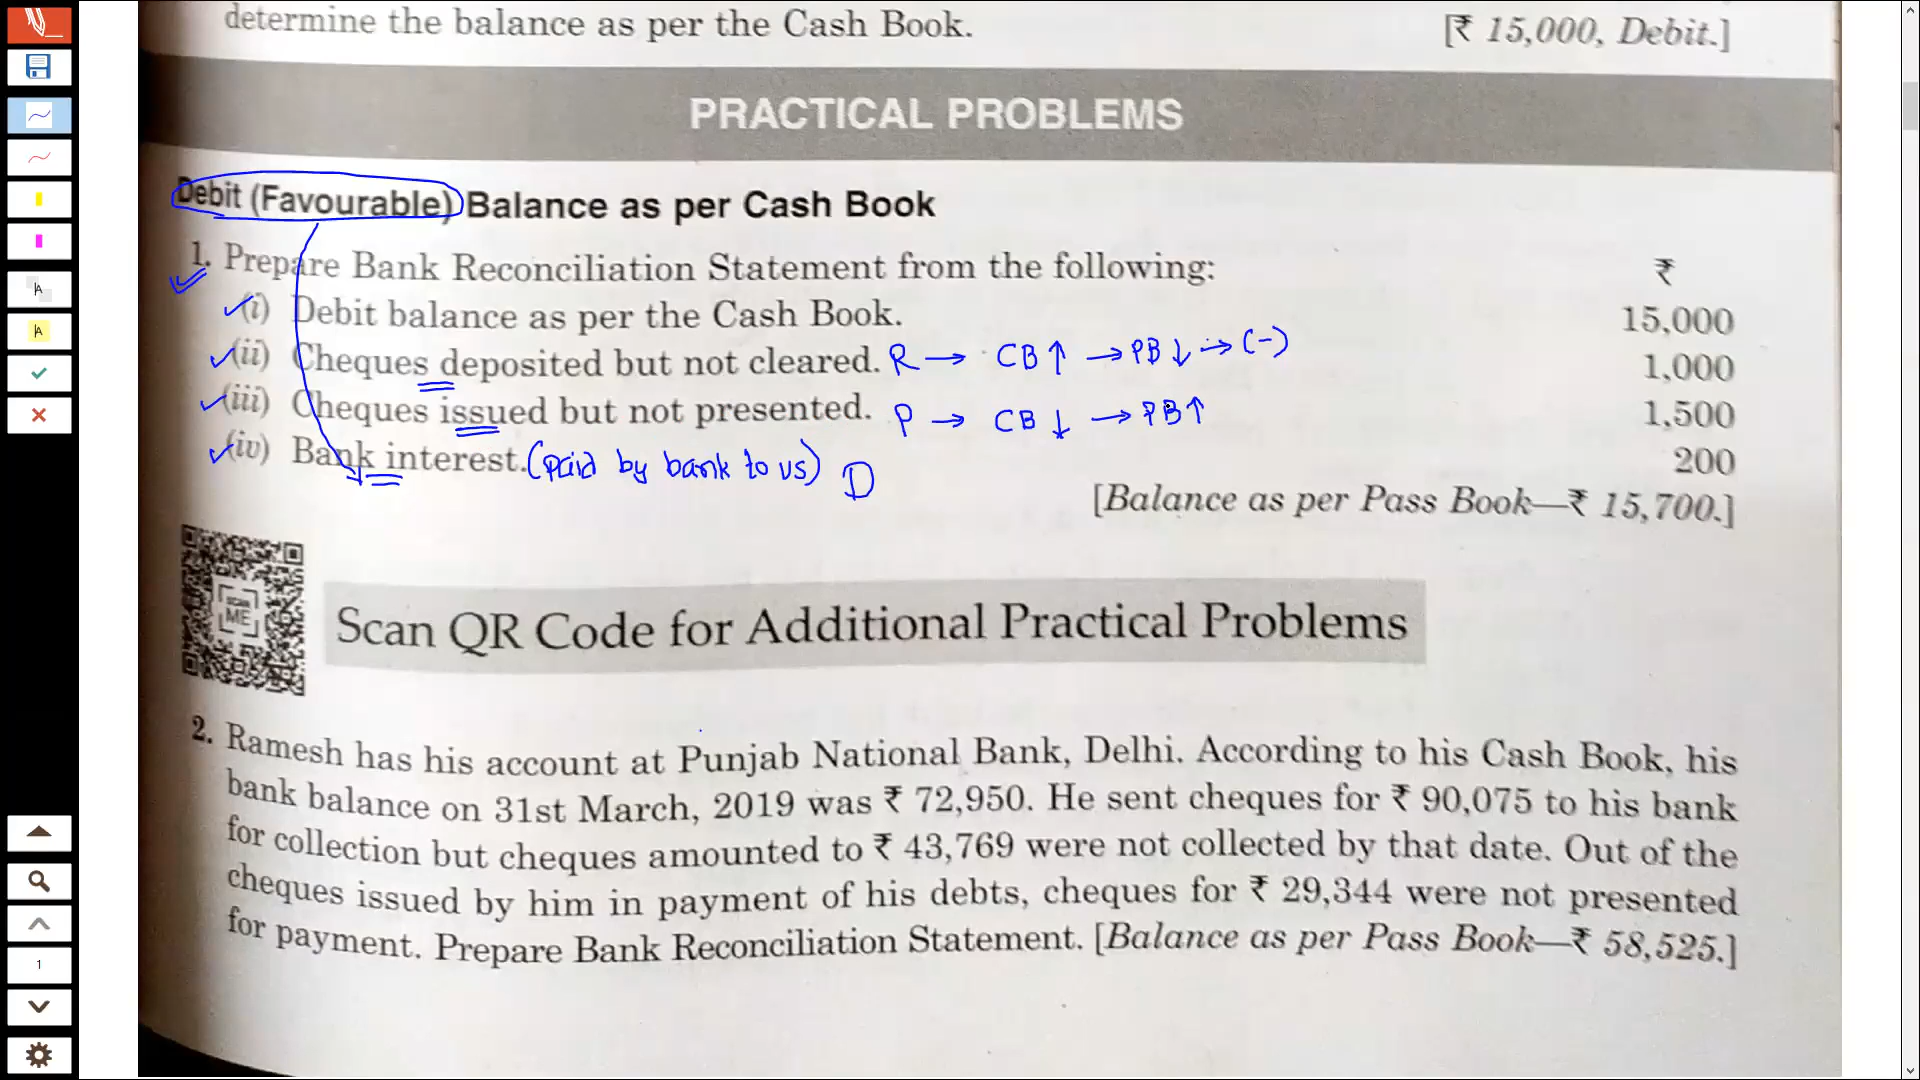 determine the balance as per the Cash Book. [₹ 15,000, Debit.]
PRACTICAL PROBLEMS
Debit (Favourable) Balance as per Cash Book
1. Prepare Bank Reconciliation Statement from the following: ₹
(i) Debit balance as per the Cash Book. 15,000
(ii) Cheques deposited but not cleared. R → CB↑ → PB↓ → (-) 1,000
(iii) Cheques issued but not presented. P → CB↓ → PB↑ 1,500
(iv) Bank interest. (paid by bank to us) D 200
[Balance as per Pass Book—₹ 15,700.]
SCAN
ME
Scan QR Code for Additional Practical Problems
2. Ramesh has his account at Punjab National Bank, Delhi. According to his Cash Book, his
bank balance on 31st March, 2019 was ₹ 72,950. He sent cheques for ₹ 90,075 to his bank
for collection but cheques amounted to ₹ 43,769 were not collected by that date. Out of the
cheques issued by him in payment of his debts, cheques for ₹ 29,344 were not presented
for payment. Prepare Bank Reconciliation Statement. [Balance as per Pass Book—₹ 58,525.]
A
A
1